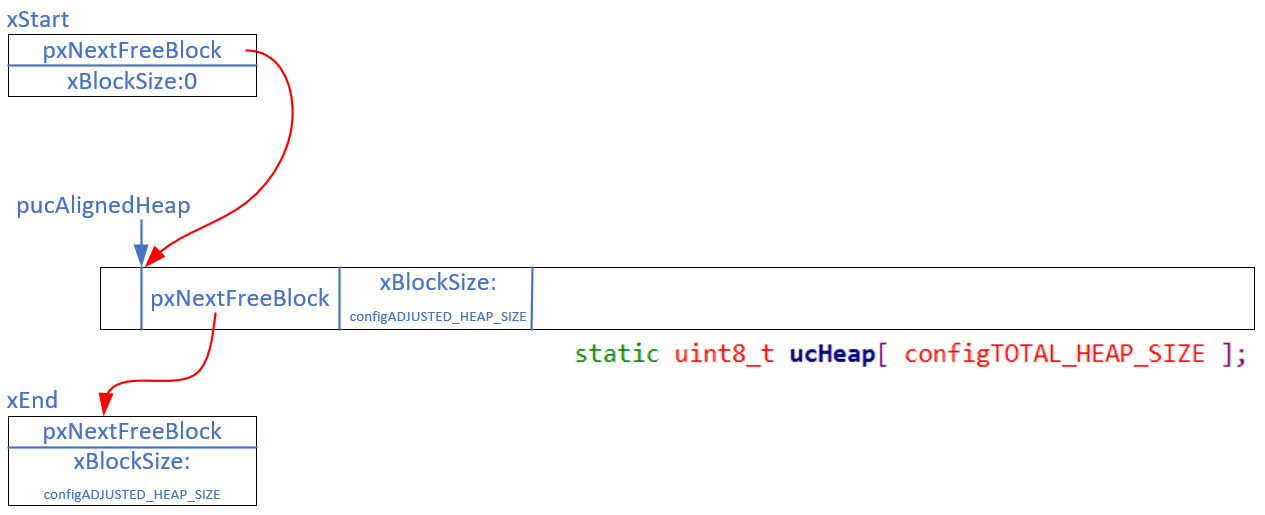 xStart
pxNextFreeBlock
xBlockSize:0
pucAlignedHeap
pxNextFreeBlock
xBlockSize:
configADJUSTED_HEAP_SIZE
static uint8_t ucHeap[ configTOTAL_HEAP_SIZE ];
xEnd
pxNextFreeBlock
xBlockSize:
configADJUSTED_HEAP_SIZE